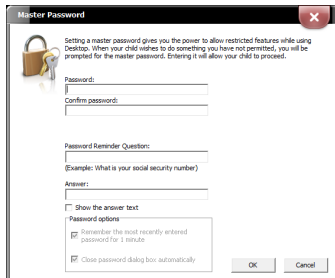 Master Password
Setting a master password gives you the power to allow restricted features while using
Desktop. When your child wishes to do something you have not permitted, you will be
prompted for the master password. Entering it will allow your child to proceed.
Password:
Confirm password:
Password Reminder Question:
(Example: What is your social security number)
Answer:
Show the answer text
Password options
Remember the most recently entered
password for 1 minute
Close password dialog box automatically
OK Cancel